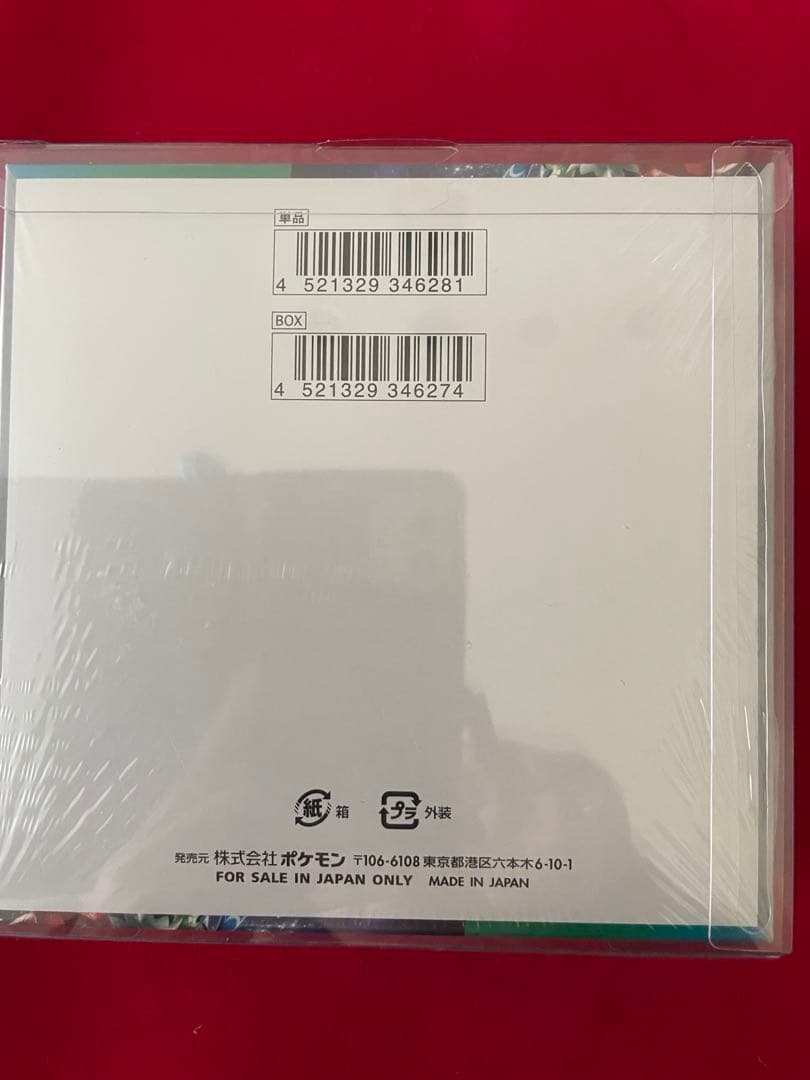 単品
4 521329 346281
BOX
4 521329 346274
紙 箱 プラ 外装
発売元 株式会社 ポケモン 〒106-6108 東京都港区六本木6-10-1
FOR SALE IN JAPAN ONLY MADE IN JAPAN